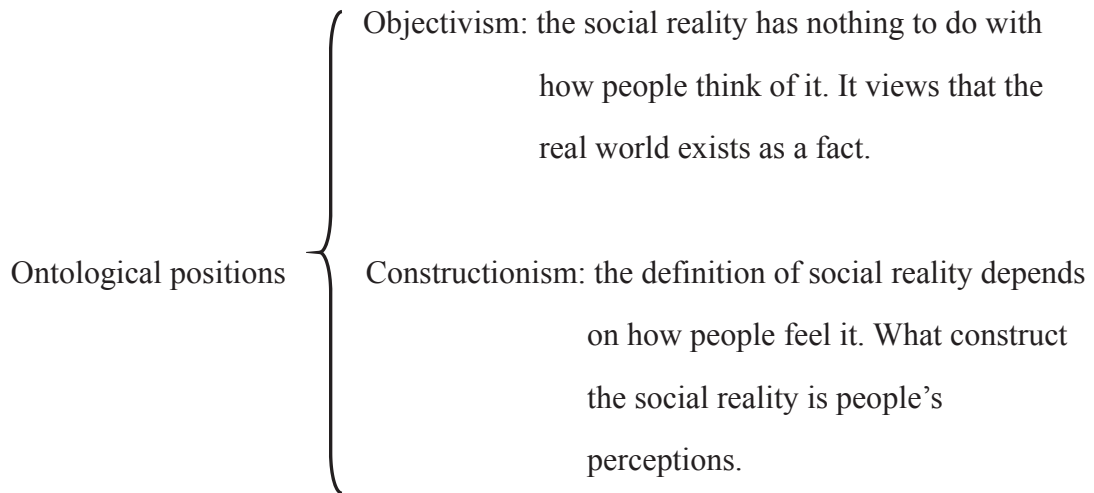 Objectivism: the social reality has nothing to do with
how people think of it. It views that the
real world exists as a fact.
Ontological positions
Constructionism: the definition of social reality depends
on how people feel it. What construct
the social reality is people’s
perceptions.